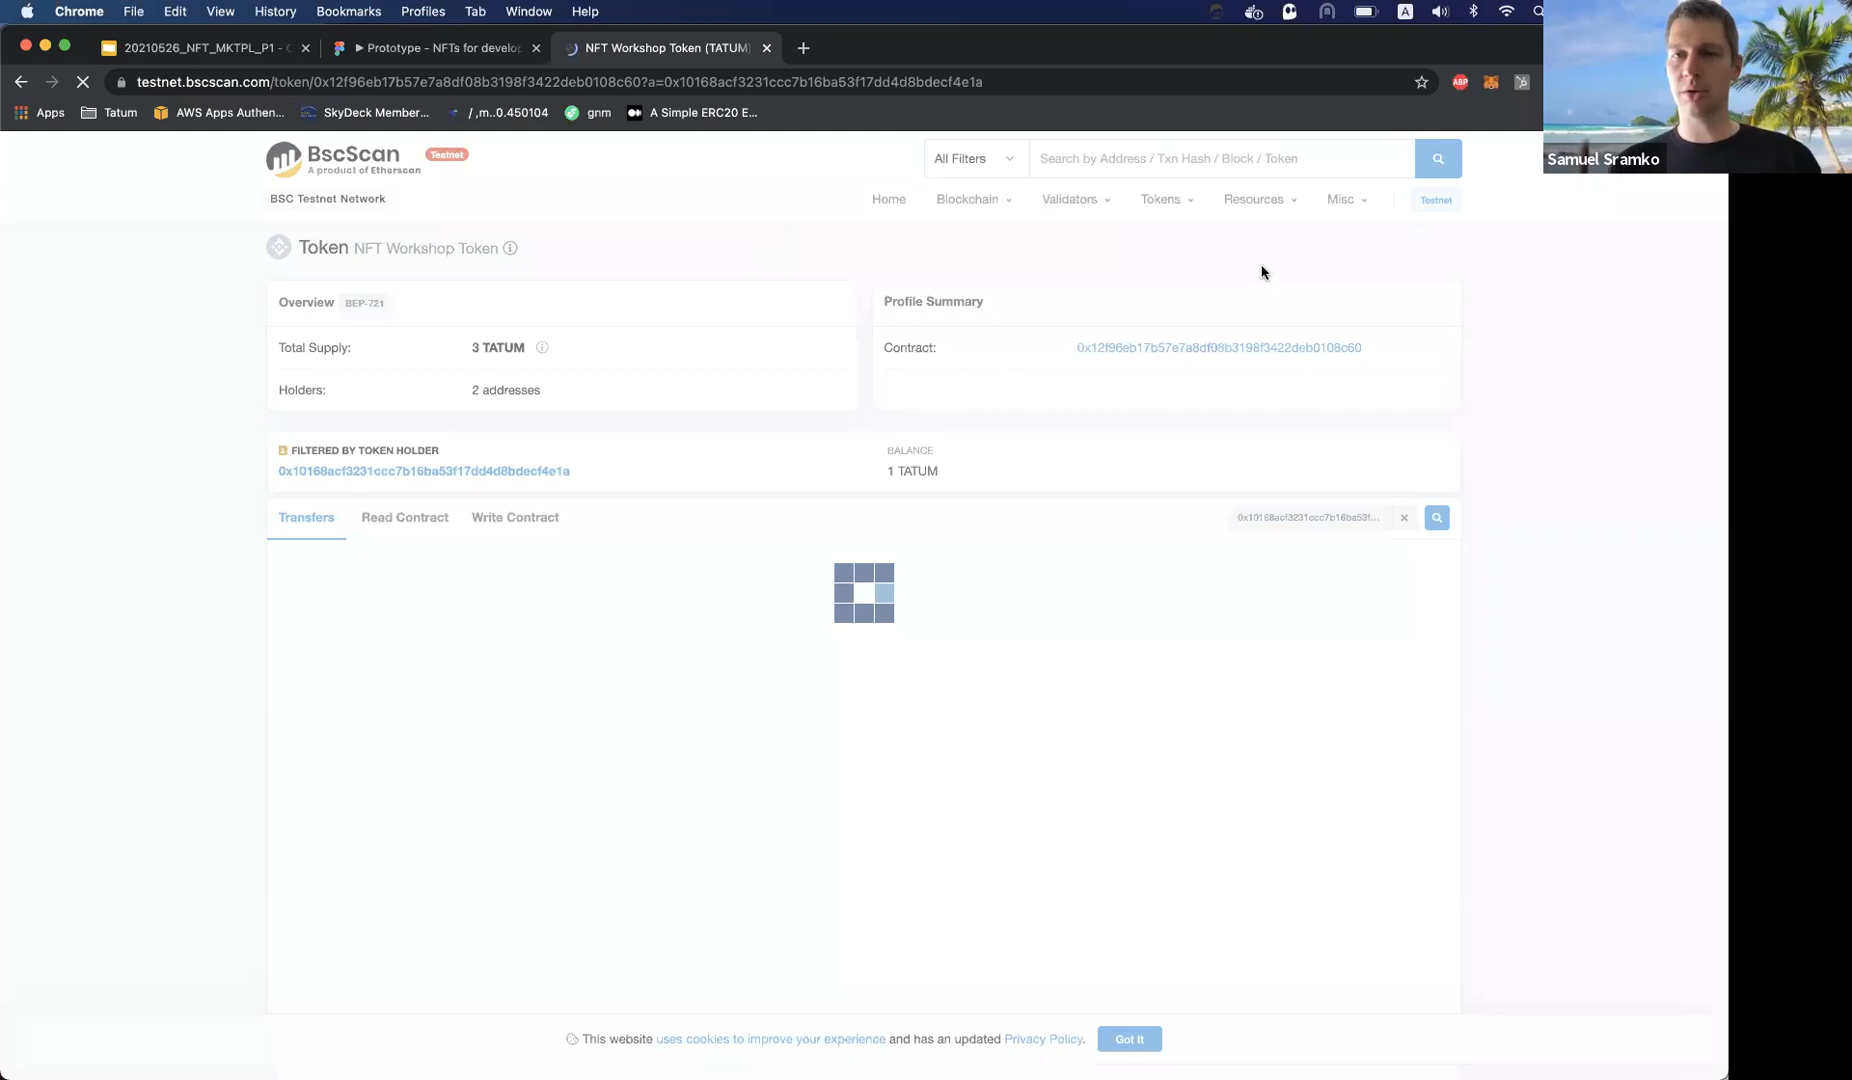 Chrome File Edit View History Bookmarks Profiles Tab Window Help
20210526_NFT_MKTPL_P1 -
Prototype – NFTs for develop
NFT Workshop Token (TATUM)
testnet.bscscan.com/token/0x12f96eb17b57e7a8df08b3198f3422deb0108c60?a=0x10168acf3231ccc7b16ba53f17dd4d8bdecf4e1a
ABP
Apps Tatum AWS Apps Authen... SkyDeck Member... / ,m..0.450104 gnm A Simple ERC20 E...
Samuel Sramko
BscScan Testnet
A product of Etherscan
All Filters Search by Address / Txn Hash / Block / Token
BSC Testnet Network
Home Blockchain Validators Tokens Resources Misc Testnet
Token NFT Workshop Token
Overview BEP-721
Profile Summary
Total Supply: 3 TATUM
Contract: 0x12f96eb17b57e7a8df08b3198f3422deb0108c60
Holders: 2 addresses
FILTERED BY TOKEN HOLDER
BALANCE
0x10168acf3231ccc7b16ba53f17dd4d8bdecf4e1a
1 TATUM
Transfers Read Contract Write Contract
0x10168acf3231ccc7b16ba53f...
This website uses cookies to improve your experience and has an updated Privacy Policy. Got It